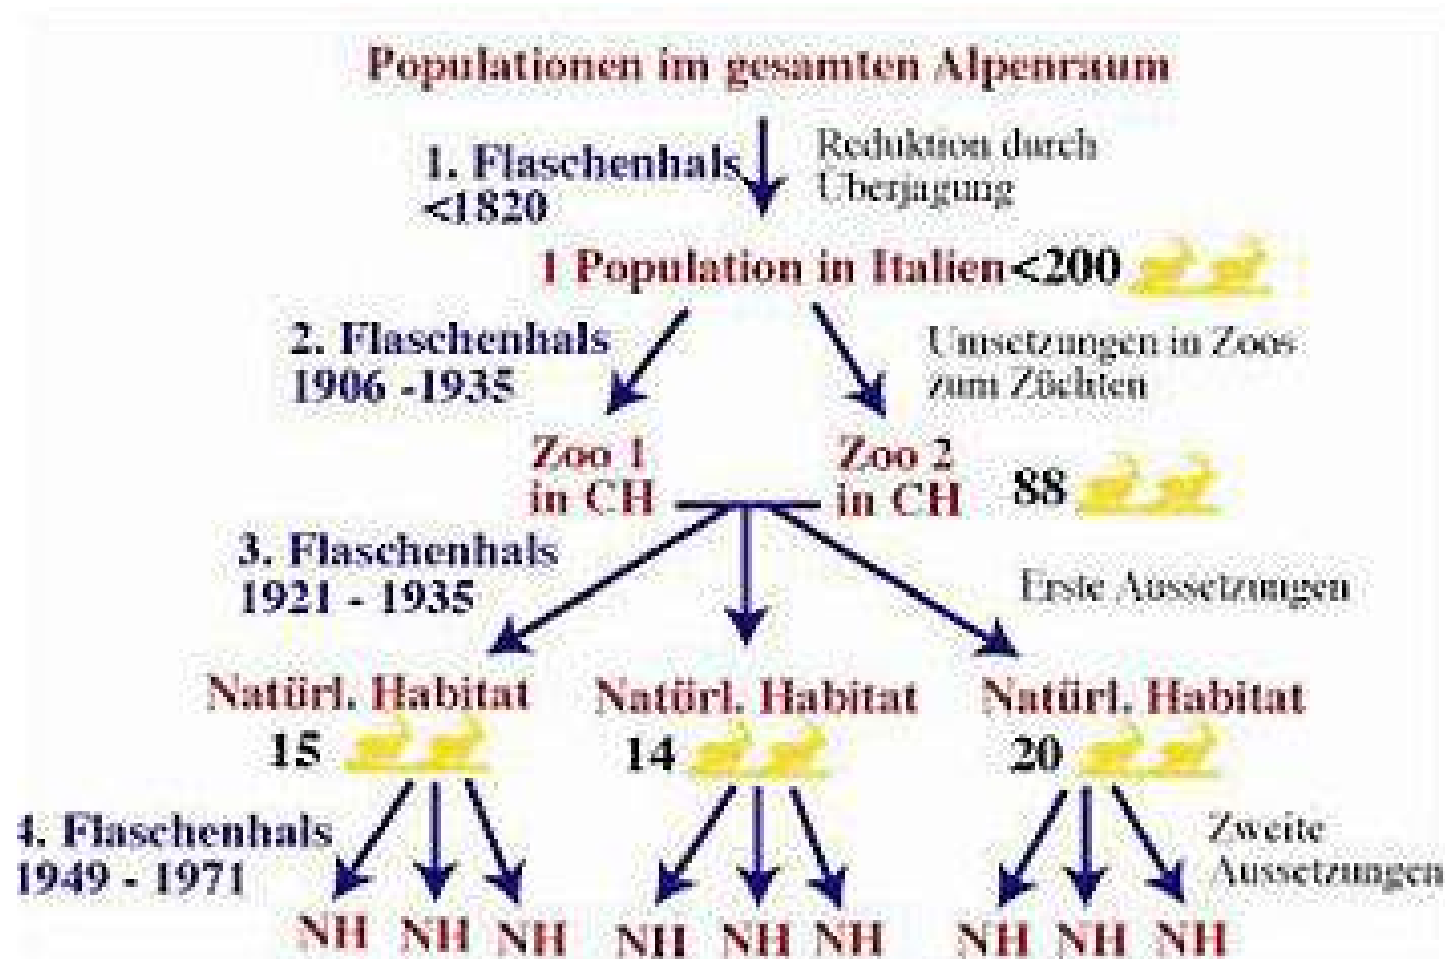 Populationen im gesamten Alpenraum
1. Flaschenhals
<1820
Reduktion durch
Überjagung
1 Population in Italien <200
2. Flaschenhals
1906 -1935
Umsetzungen in Zoos
zum Züchten
Zoo 1
in CH
Zoo 2
in CH
88
3. Flaschenhals
1921 - 1935
Erste Aussetzungen
Natürl. Habitat
15
Natürl. Habitat
14
Natürl. Habitat
20
4. Flaschenhals
1949 - 1971
Zweite
Aussetzungen
NH NH NH NH NH NH NH NH NH